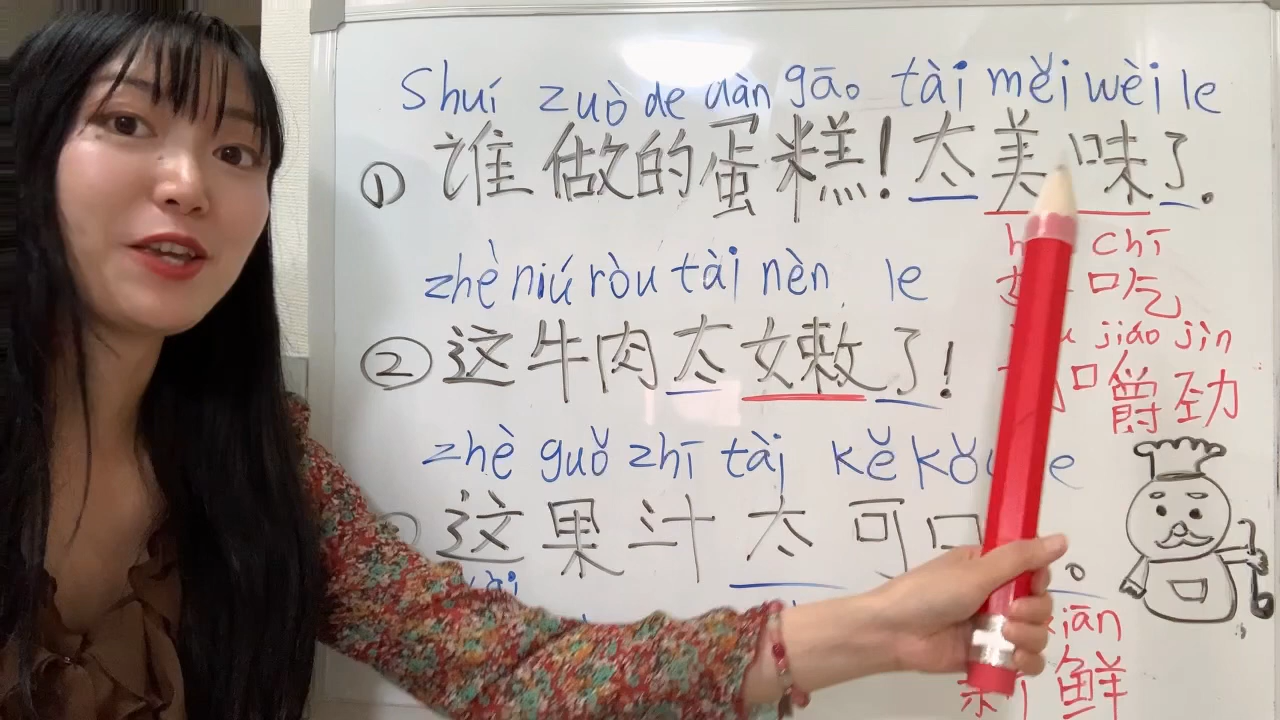 Shuí zuò de dàn gāo tài měi wèi le
① 谁做的蛋糕！太美味了.
chī
吃
zhè niú ròu tài nèn le
jiáo jìn
嚼劲
② 这牛肉太嫩了！
zhè guǒ zhī tài kě kǒu
这果汁太可口
xiān
鲜